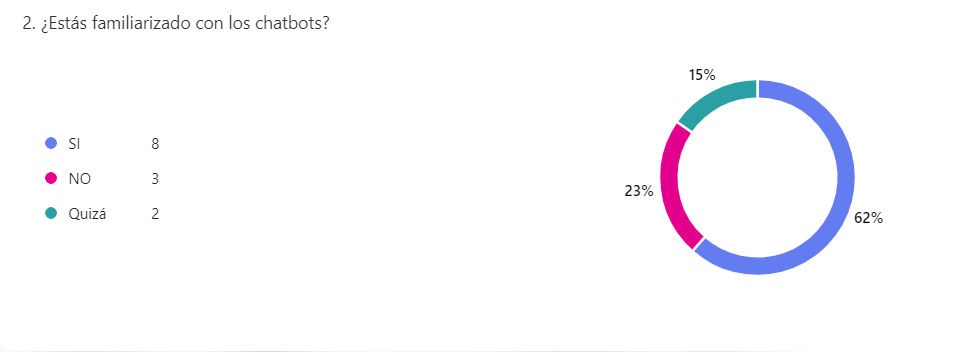 2. ¿Estás familiarizado con los chatbots?
15%
SI 8
NO 3
23%
Quizá 2
62%